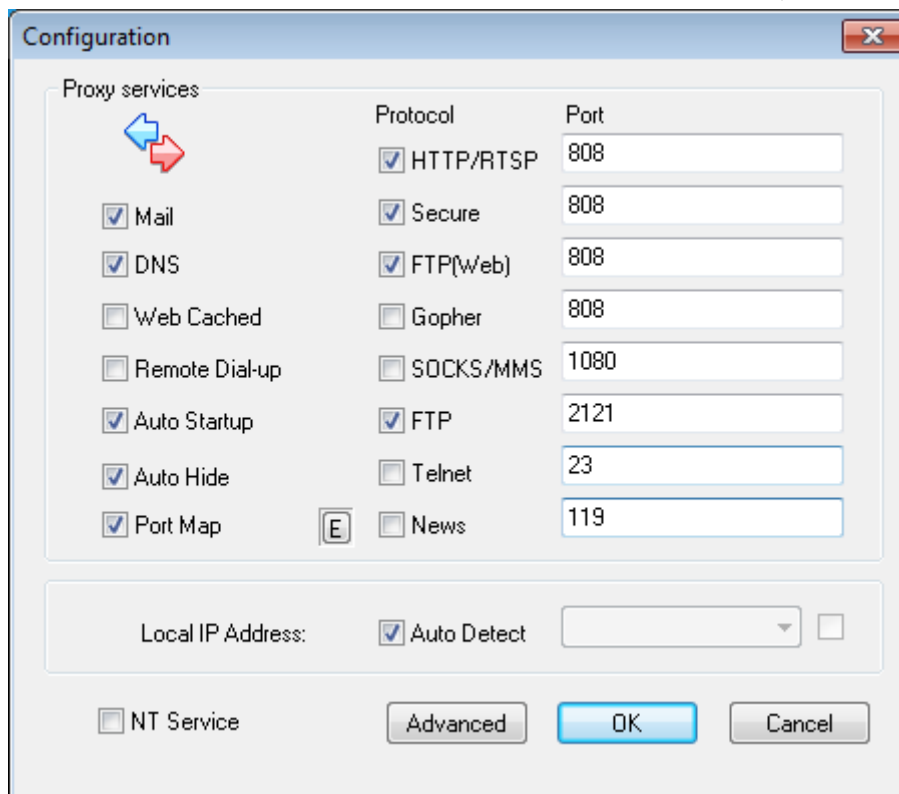 Configuration
Proxy services
Protocol Port
HTTP/RTSP 808
Mail Secure 808
DNS FTP(Web) 808
Web Cached Gopher 808
Remote Dial-up SOCKS/MMS 1080
Auto Startup FTP 2121
Auto Hide Telnet 23
Port Map E News 119
Local IP Address: Auto Detect
NT Service Advanced OK Cancel